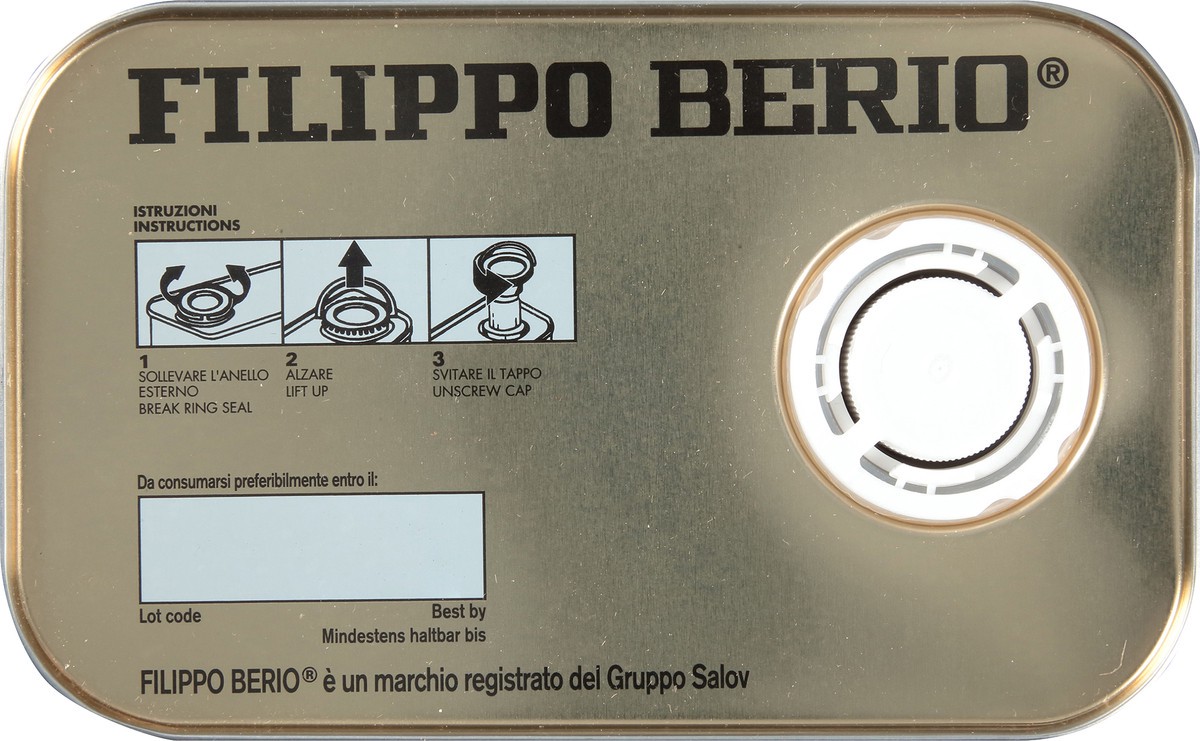 FILIPPO BERIO®
ISTRUZIONI
INSTRUCTIONS
1
SOLLEVARE L'ANELLO
ESTERNO
BREAK RING SEAL
2
ALZARE
LIFT UP
3
SVITARE IL TAPPO
UNSCREW CAP
Da consumarsi preferibilmente entro il:
Lot code
Best by
Mindestens haltbar bis
FILIPPO BERIO® è un marchio registrato del Gruppo Salov